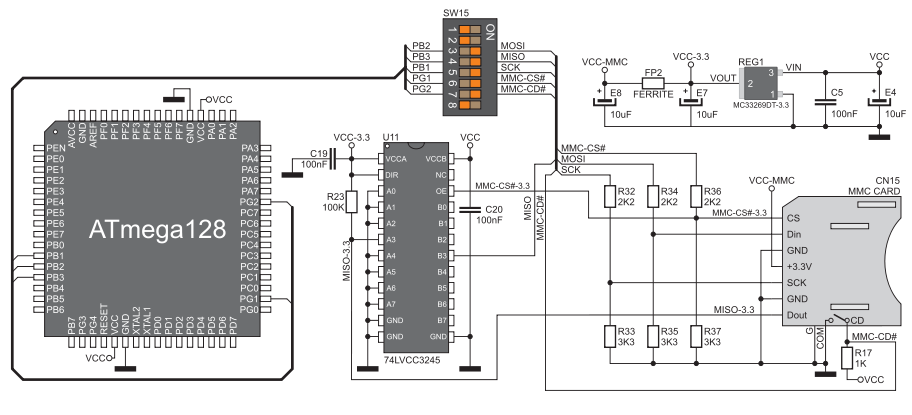 SW15
ON
1
2
3
4
5
6
7
8
PB2
PB3
PB1
PG1
PG2
MOSI
MISO
SCK
MMC-CS#
MMC-CD#
VCC-MMC
FP2
FERRITE
VCC-3.3
VOUT
REG1
VIN
VCC
3
2
1
MC33269DT-3.3
E8
10uF
E7
10uF
C5
100nF
E4
10uF
VCC
AVCC
GND
AREF
PF0
PF1
PF2
PF3
PF4
PF5
PF6
PF7
GND
VCC
PA0
PA1
PA2
PEN
PE0
PE1
PE2
PE3
PE4
PE5
PE6
PE7
PB0
PB1
PB2
PB3
PB4
PB5
PB6
ATmega128
PA3
PA4
PA5
PA6
PA7
PG2
PC7
PC6
PC5
PC4
PC3
PC2
PC1
PC0
PG1
PG0
PB7
PG3
PG4
RESET
VCC
GND
XTAL2
XTAL1
PD0
PD1
PD2
PD3
PD4
PD5
PD6
PD7
VCC
VCC-3.3
C19
100nF
R23
100K
MISO-3.3
U11
VCCA
DIR
A0
A1
A2
A3
A4
A5
A6
A7
GND
GND
VCCB
NC
OE
B0
B1
B2
B3
B4
B5
B6
B7
GND
74LVCC3245
VCC
C20
100nF
MMC-CS#-3.3
MISO
MMC-CD#
MMC-CS#
MOSI
SCK
R32
2K2
R34
2K2
R36
2K2
MMC-CS#-3.3
R33
3K3
R35
3K3
R37
3K3
MISO-3.3
VCC-MMC
CN15
MMC CARD
CS
Din
GND
+3.3V
SCK
GND
Dout
CD
G
COM
MMC-CD#
R17
1K
VCC